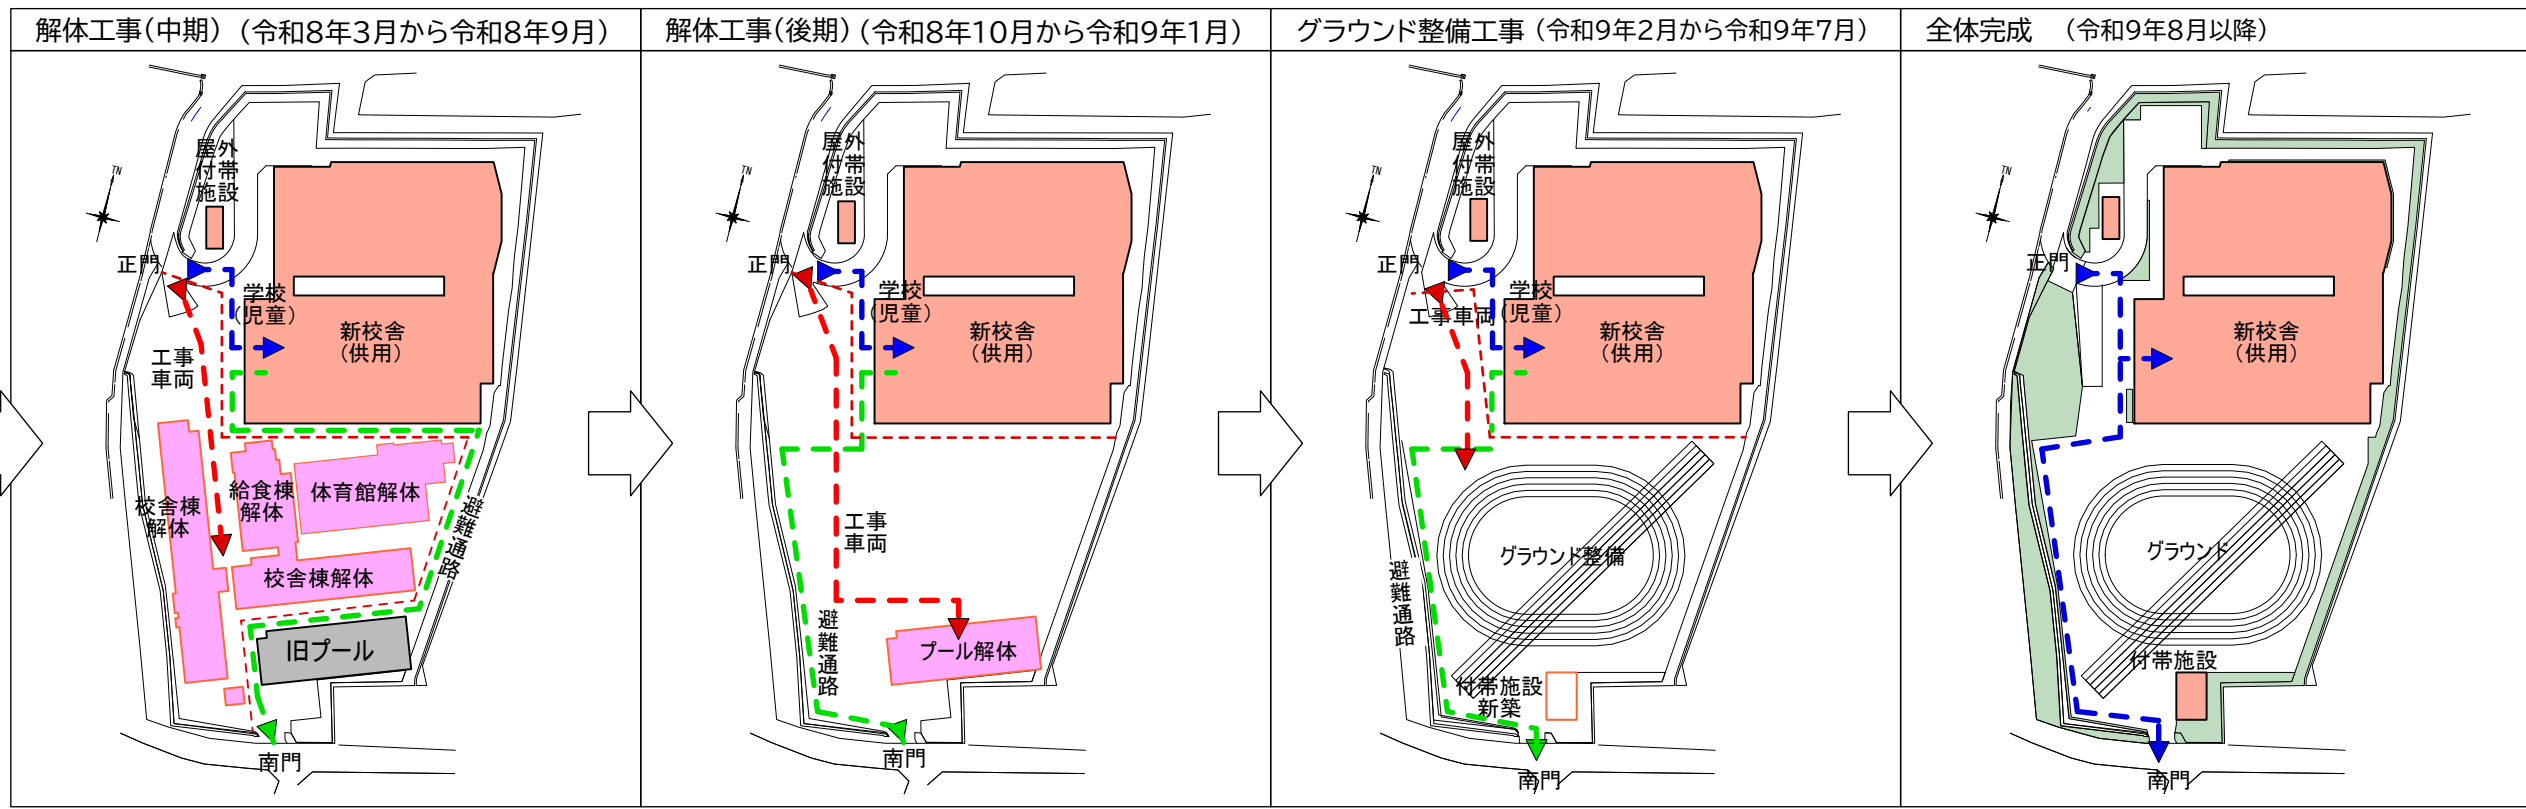 解体工事(中期) (令和8年3月から令和8年9月)
屋外
付帯
施設
TN
正門
学校
(児童)
新校舎
(供用)
工事
車両
校舎棟
解体
給食棟
解体
体育館解体
避難通路
校舎棟解体
旧プール
南門
解体工事(後期) (令和8年10月から令和9年1月)
屋外
付帯
施設
TN
正門
学校
(児童)
新校舎
(供用)
工事
車両
避難通路
プール解体
南門
グラウンド整備工事 (令和9年2月から令和9年7月)
屋外
付帯
施設
TN
正門
学校
(児童)
工事車両
新校舎
(供用)
グラウンド整備
避難通路
付帯施設
新築
南門
全体完成 (令和9年8月以降)
TN
正門
新校舎
(供用)
グラウンド
付帯施設
南門